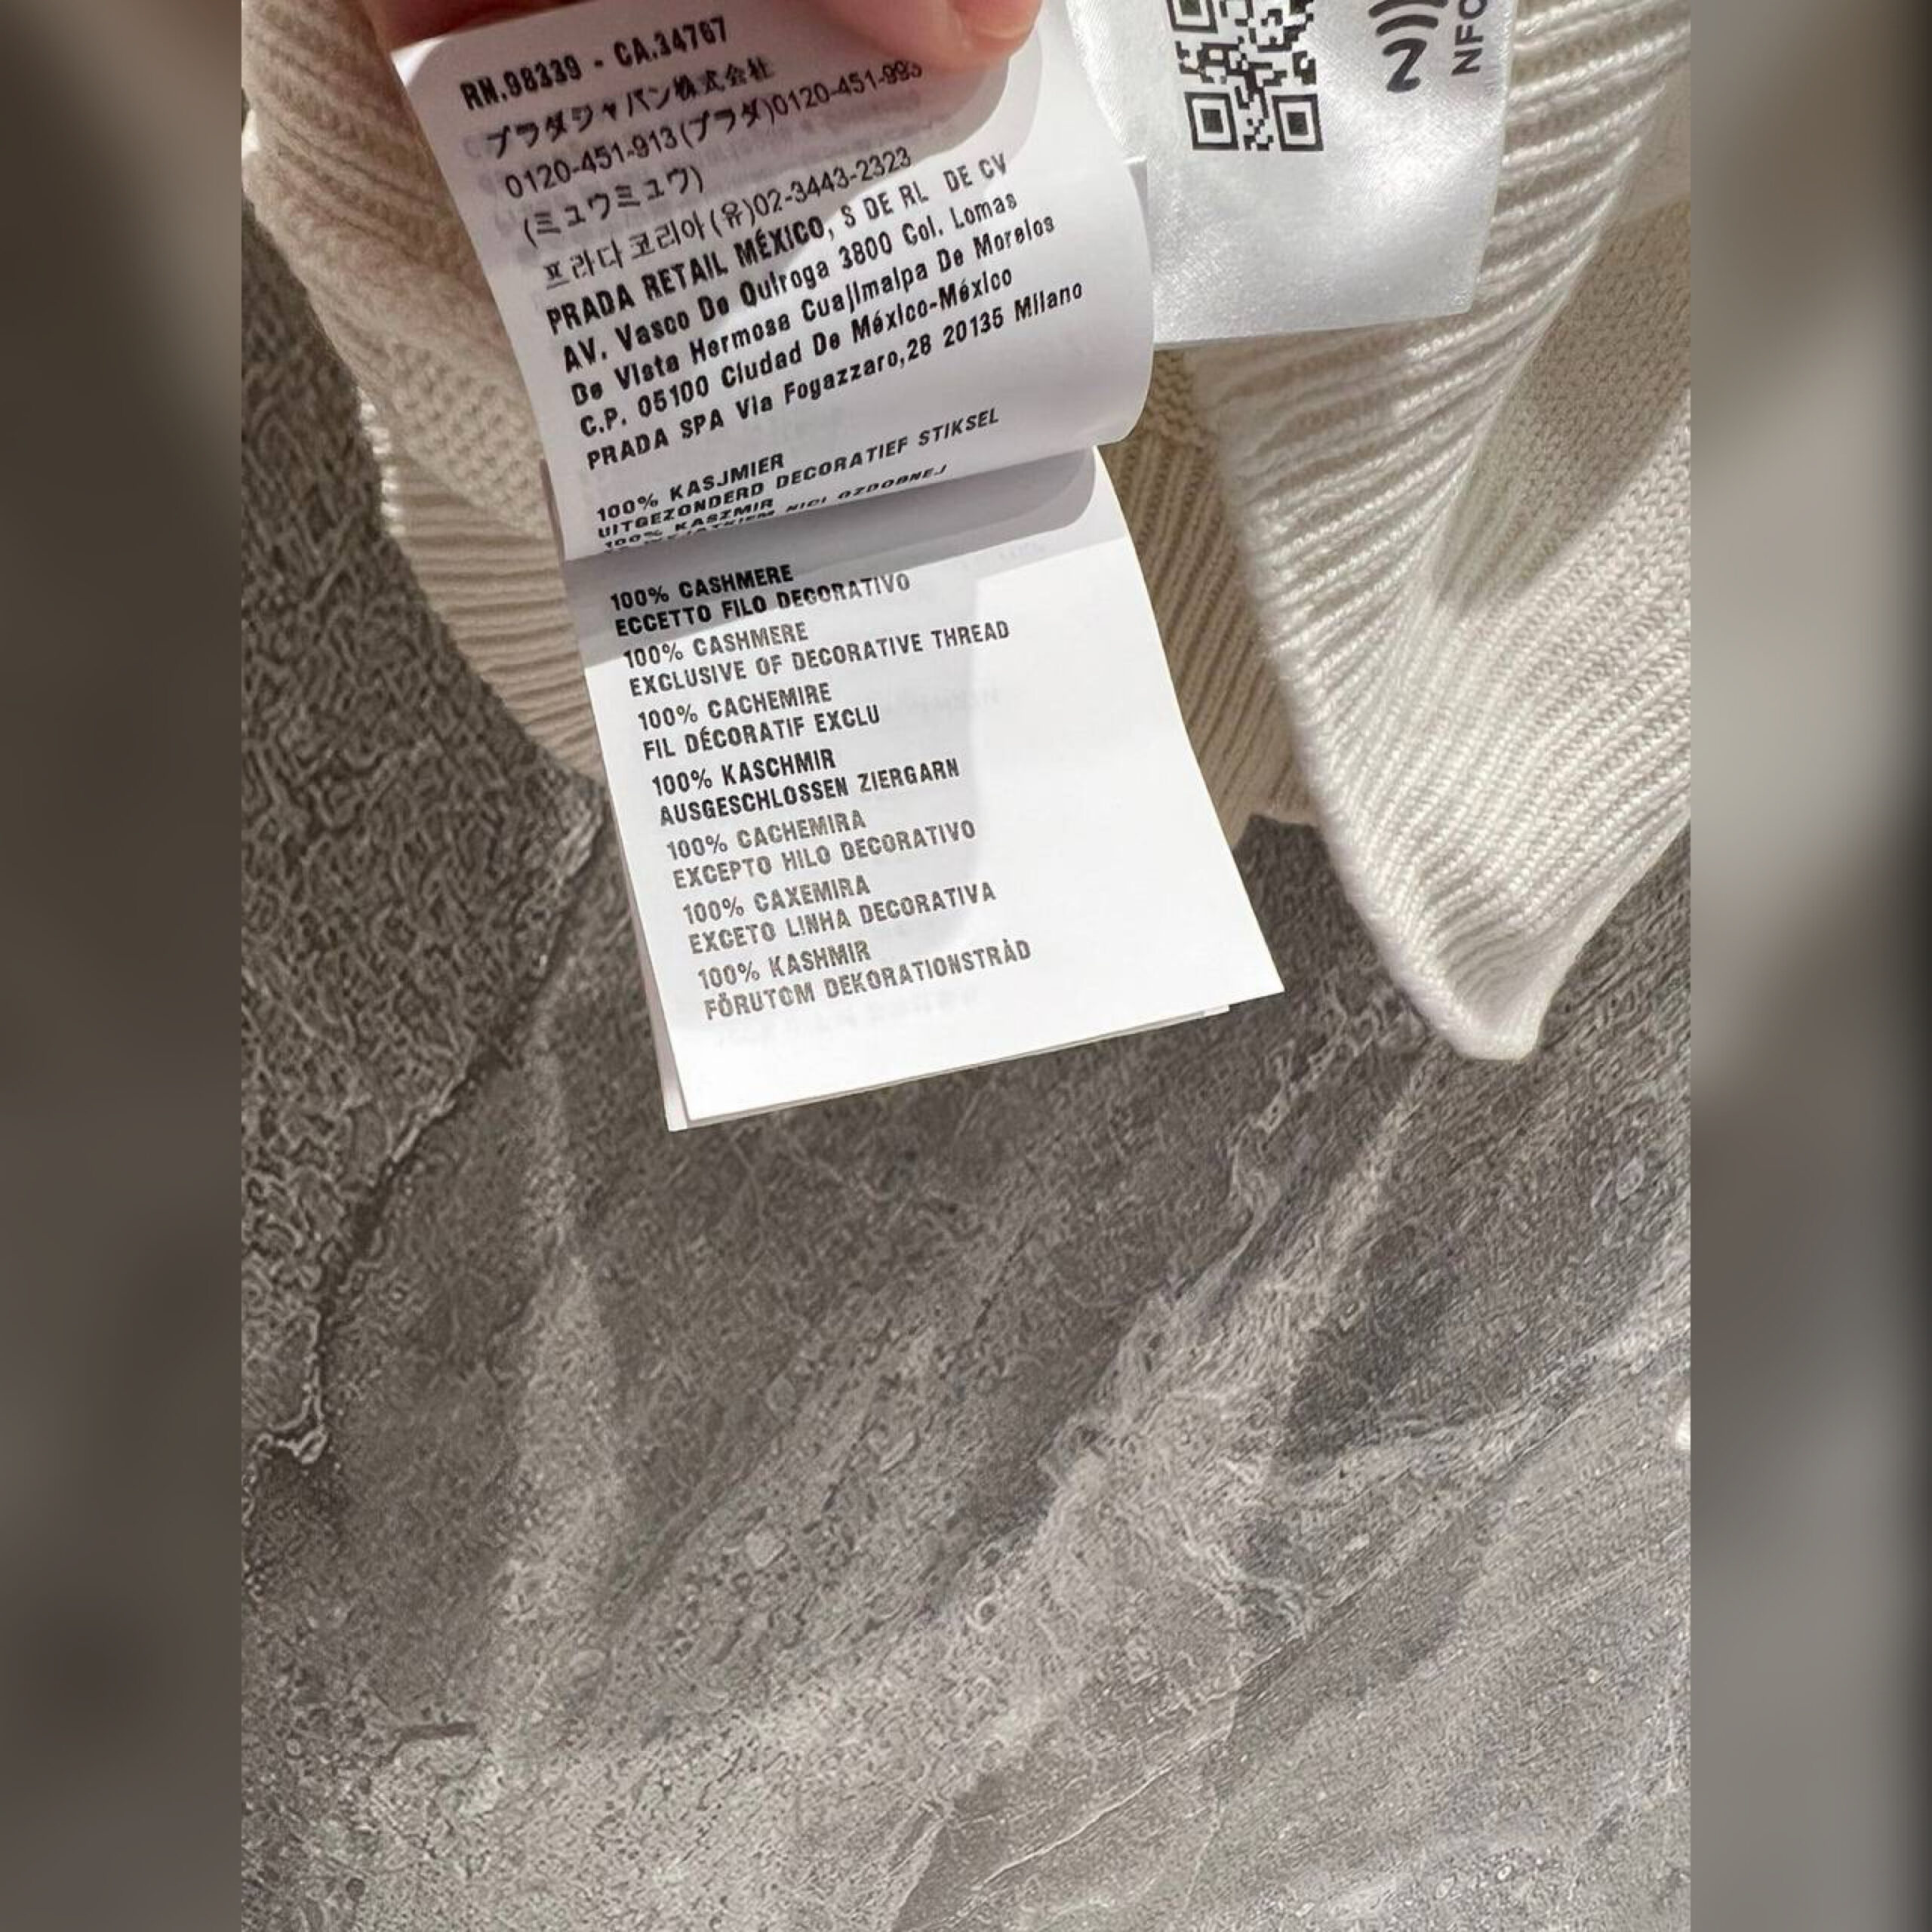 RN.98339 - CA.34767
プラダジャパン株式会社
0120-451-913(プラダ)0120-451-993
(ミュウミュウ)
프라다코리아(유)02-3443-2323
PRADA RETAIL MÉXICO, S DE RL DE CV
AV. Vasco De Quiroga 3800 Col. Lomas
De Vista Hermosa Cuajimalpa De Morelos
C.P. 05100 Ciudad De México-México
PRADA SPA Via Fogazzaro,28 20135 Milano
100% KASJMIER
UITGEZONDERD DECORATIEF STIKSEL
100% KASZMIR
NICI OZDOBNEJ
100% CASHMERE
ECCETTO FILO DECORATIVO
100% CASHMERE
EXCLUSIVE OF DECORATIVE THREAD
100% CACHEMIRE
FIL DÉCORATIF EXCLU
100% KASCHMIR
AUSGESCHLOSSEN ZIERGARN
100% CACHEMIRA
EXCEPTO HILO DECORATIVO
100% CAXEMIRA
EXCETO LINHA DECORATIVA
100% KASHMIR
FÖRUTOM DEKORATIONSTRÅD
NFC